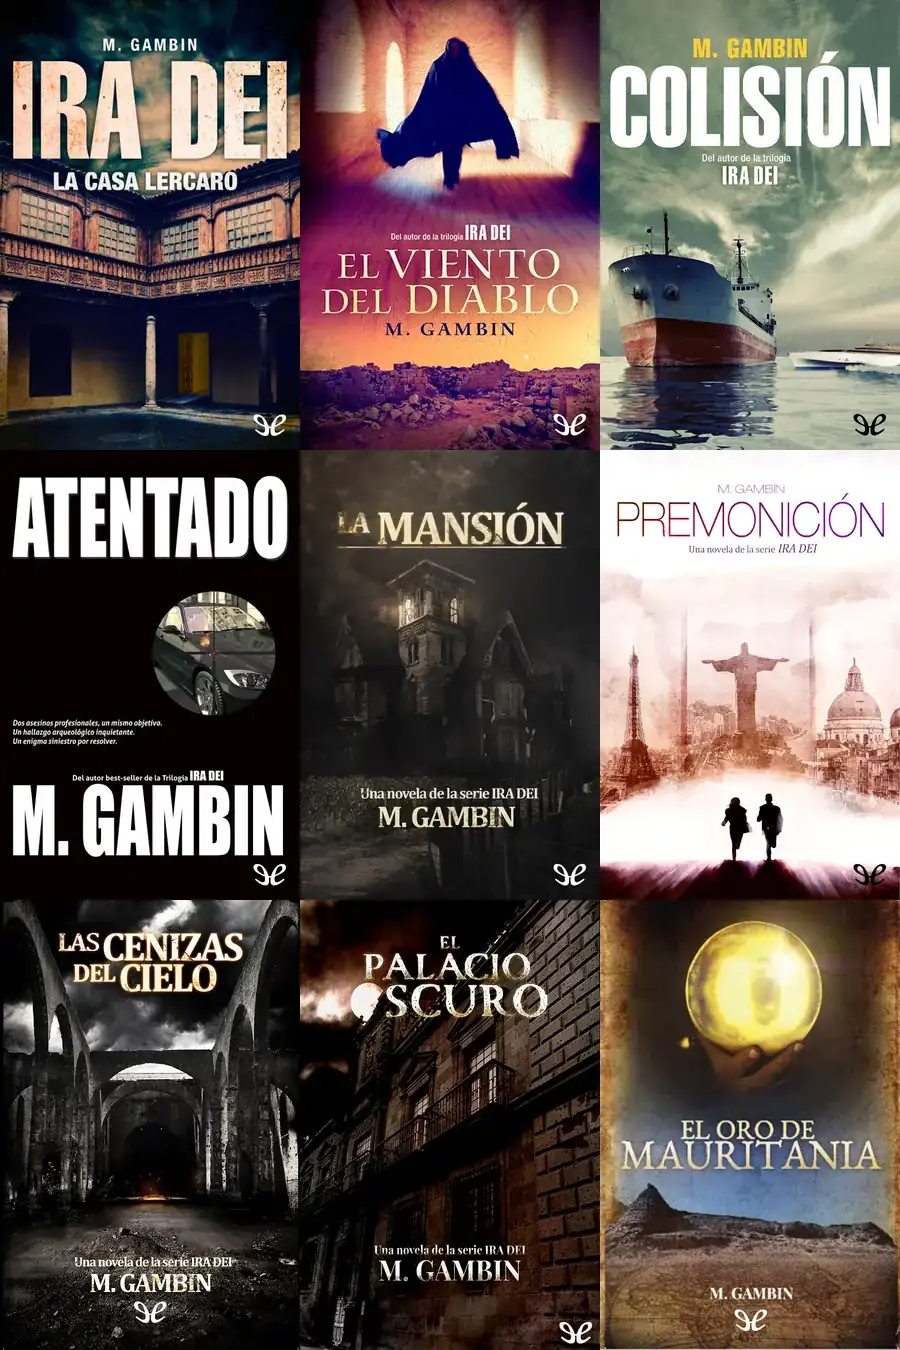 M. GAMBIN
IRA DEI
LA CASA LERCARO
Del autor de la trilogía IRA DEI
EL VIENTO
DEL DIABLO
M. GAMBIN
M. GAMBIN
COLISIÓN
Del autor de la trilogía
IRA DEI
ATENTADO
Dos asesinos profesionales, un mismo objetivo.
Un hallazgo arqueológico inquietante.
Un enigma siniestro por resolver.
Del autor best-seller de la Trilogía IRA DEI
M. GAMBIN
LA MANSIÓN
Una novela de la serie IRA DEI
M. GAMBIN
M. GAMBÍN
PREMONICIÓN
Una novela de la serie IRA DEI
LAS CENIZAS
DEL CIELO
Una novela de la serie IRA DEI
M. GAMBIN
EL
PALACIO
OSCURO
Una novela de la serie IRA DEI
M. GAMBIN
EL ORO DE
MAURITANIA
M. GAMBIN